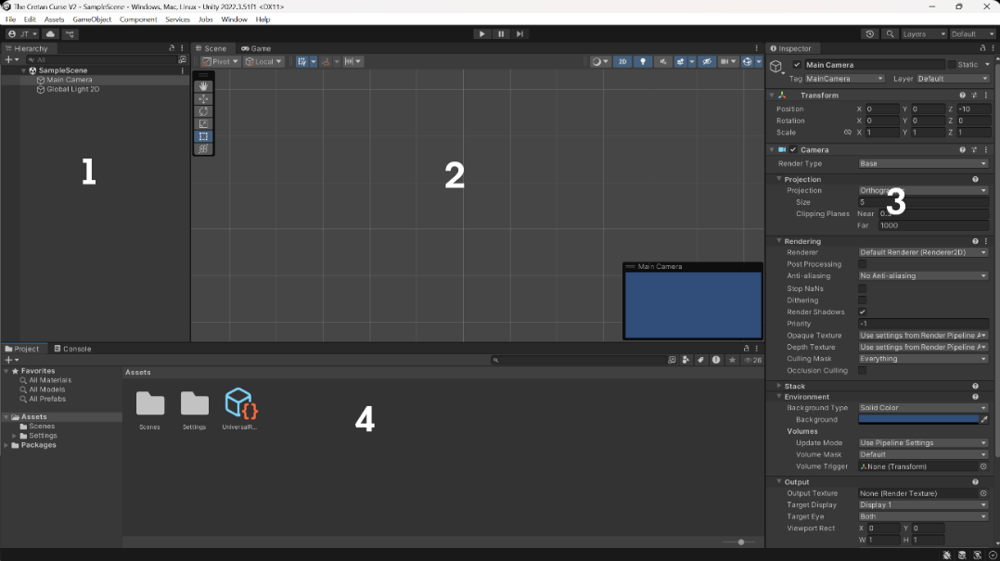 The Cretan Curse V2 - SampleScene - Windows, Mac, Linux - Unity 2022.3.51f1 <DX11>
File Edit Assets GameObject Component Services Jobs Window Help
JT Layers Default
Hierarchy
All
SampleScene
Main Camera
Global Light 2D
1
Scene Game
Pivot Local 2D
2
Main Camera
Inspector
Main Camera Static
Tag MainCamera Layer Default
Transform
Position X 0 Y 0 Z -10
Rotation X 0 Y 0 Z 0
Scale X 1 Y 1 Z 1
Camera
Render Type Base
Projection
Projection
3
Size 5
Clipping Planes Near
Far 1000
Rendering
Renderer Default Renderer (Renderer2D)
Post Processing
Anti-aliasing No Anti-aliasing
Stop NaNs
Dithering
Render Shadows
Priority -1
Opaque Texture Use settings from Render Pipeline A
Depth Texture Use settings from Render Pipeline A
Culling Mask Everything
Occlusion Culling
Stack
Environment
Background Type Solid Color
Background
Volumes
Update Mode Use Pipeline Settings
Volume Mask Default
Volume Trigger None (Transform)
Output
Output Texture None (Render Texture)
Target Display Display 1
Target Eye Both
Viewport Rect X 0 Y 0
W 1 H 1
Project Console
26
Favorites
All Materials
All Models
All Prefabs
Assets
Scenes
Settings
Packages
Assets
Scenes Settings UniversalR...
4